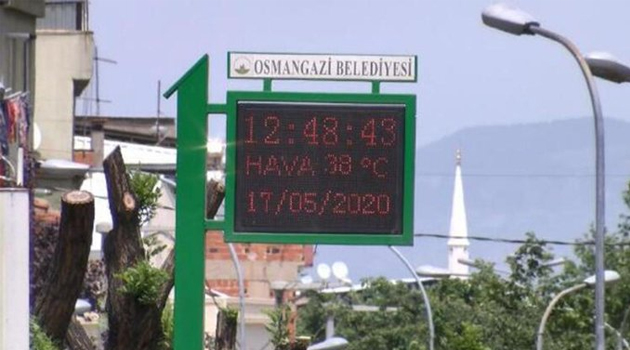 OSMANGAZİ BELEDİYESİ
12:48:43
HAVA 38 °C
17/05/2020